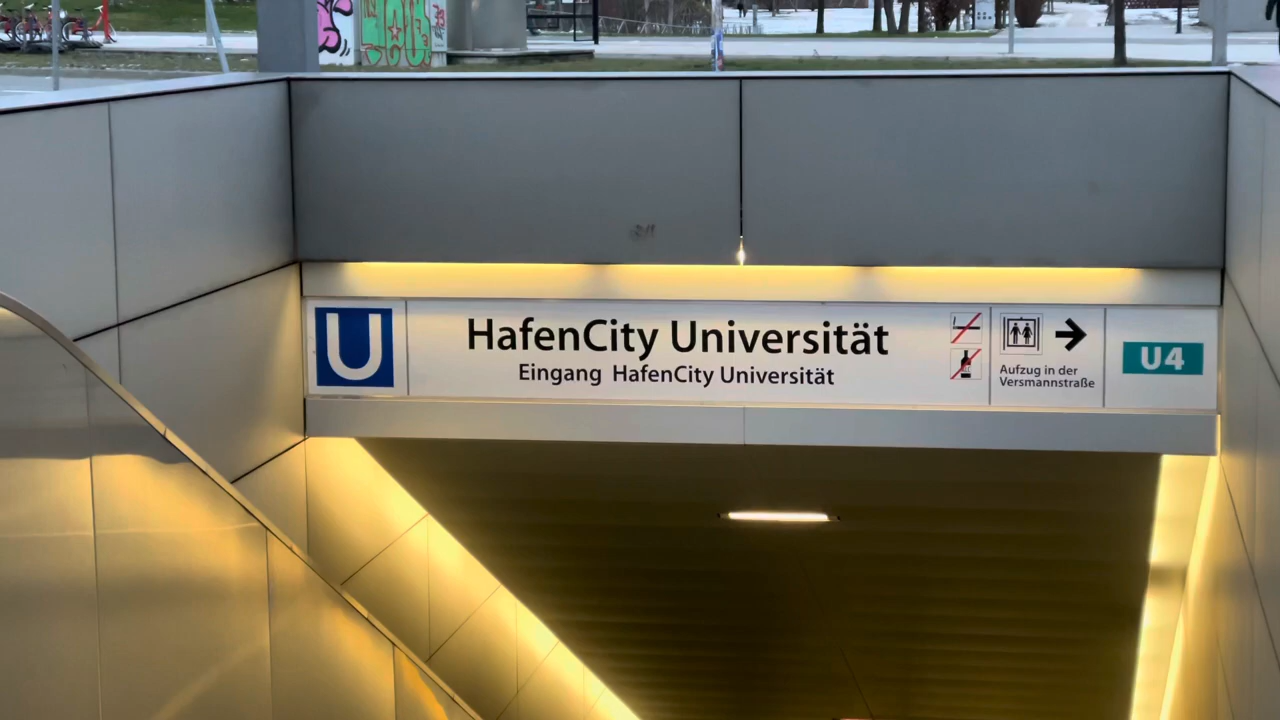 U
HafenCity Universität
Eingang HafenCity Universität
Aufzug in der
Versmannstraße
U4